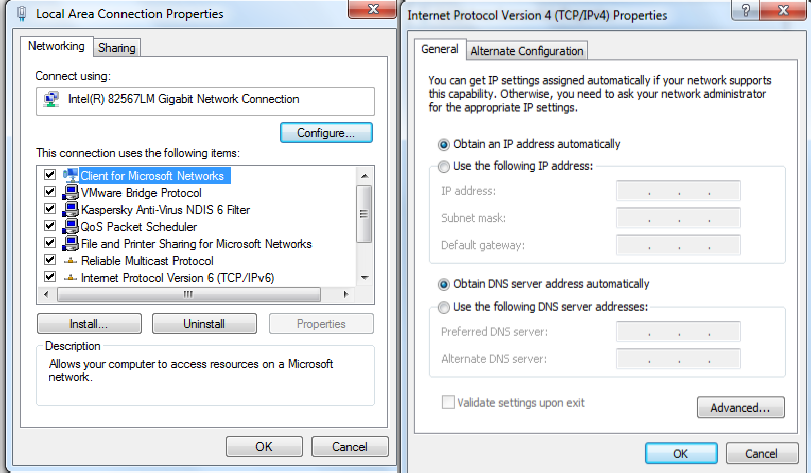 Local Area Connection Properties
Networking
Sharing
Connect using:
Intel(R) 82567LM Gigabit Network Connection
Configure...
This connection uses the following items:
Client for Microsoft Networks
VMware Bridge Protocol
Kaspersky Anti-Virus NDIS 6 Filter
QoS Packet Scheduler
File and Printer Sharing for Microsoft Networks
Reliable Multicast Protocol
Internet Protocol Version 6 (TCP/IPv6)
Install...
Uninstall
Properties
Description
Allows your computer to access resources on a Microsoft
network.
OK
Cancel
Internet Protocol Version 4 (TCP/IPv4) Properties
General
Alternate Configuration
You can get IP settings assigned automatically if your network supports
this capability. Otherwise, you need to ask your network administrator
for the appropriate IP settings.
Obtain an IP address automatically
Use the following IP address:
IP address:
Subnet mask:
Default gateway:
Obtain DNS server address automatically
Use the following DNS server addresses:
Preferred DNS server:
Alternate DNS server:
Validate settings upon exit
Advanced...
OK
Cancel